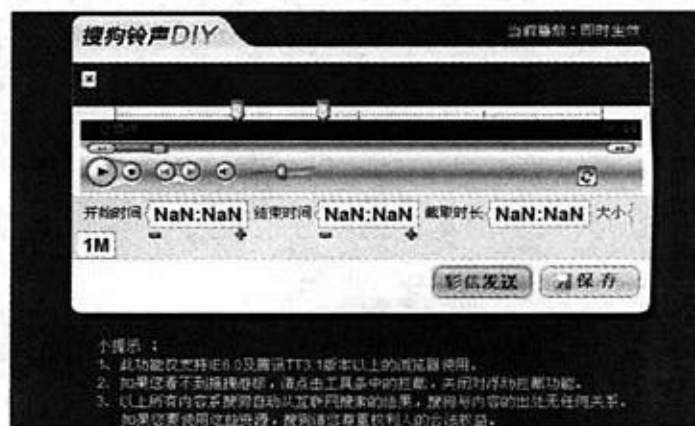 搜狗铃声DIY
当前播放：即时生效
开始时间 NaN:NaN 结束时间 NaN:NaN 截取时长 NaN:NaN 大小
1M
彩信发送 保存
小提示：
1、此功能仅支持IE6.0及腾讯TT3.1版本以上的浏览器使用。
2、如果您看不到拖拽游标，请点击工具条中的拦截，关闭对浮动拦截功能。
3、以上所有内容系搜狗自动从互联网搜索的结果，搜狗与内容的出处无任何关系。
如果您要使用这些资源，搜狗请您尊重权利人的合法权益。